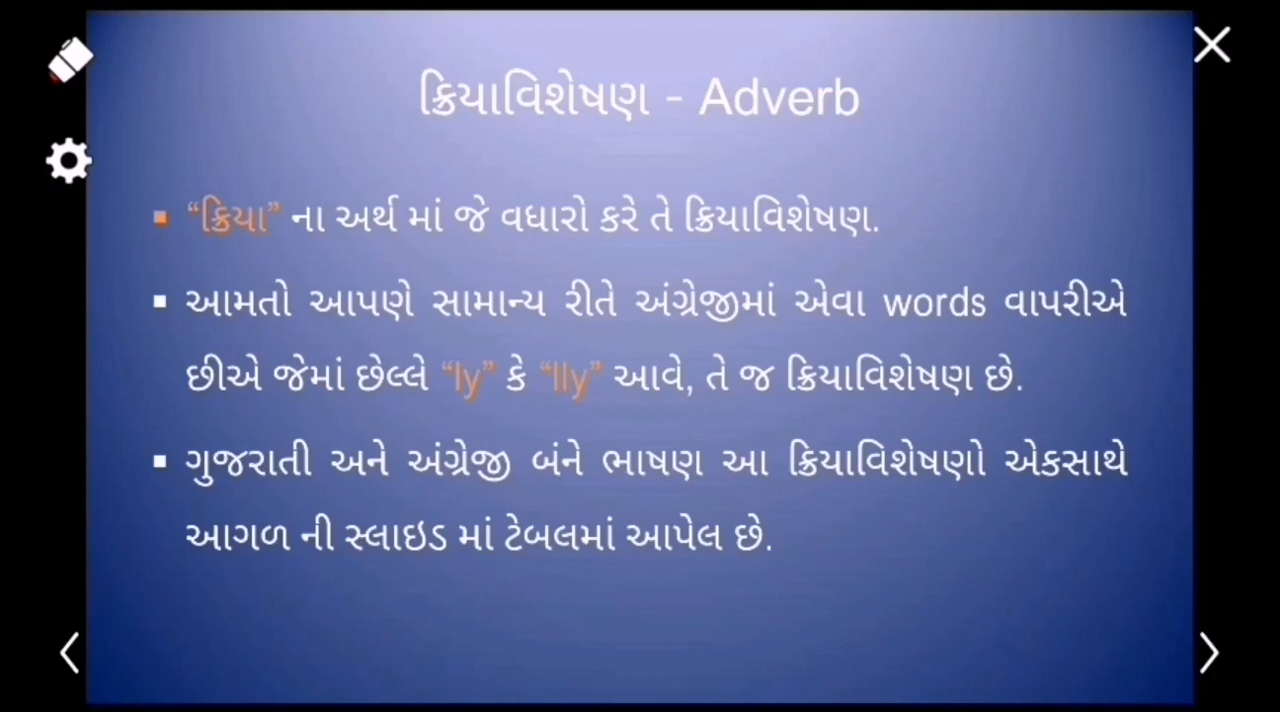 ક્રિયાવિશેષણ - Adverb
"ક્રિયા" ના અર્થ માં જે વધારો કરે તે ક્રિયાવિશેષણ.
આમતો આપણે સામાન્ય રીતે અંગ્રેજીમાં એવા words વાપરીએ
છીએ જેમાં છેલ્લે "ly" કે "lly" આવે, તે જ ક્રિયાવિશેષણ છે.
ગુજરાતી અને અંગ્રેજી બંને ભાષણ આ ક્રિયાવિશેષણો એકસાથે
આગળ ની સ્લાઇડ માં ટેબલમાં આપેલ છે.